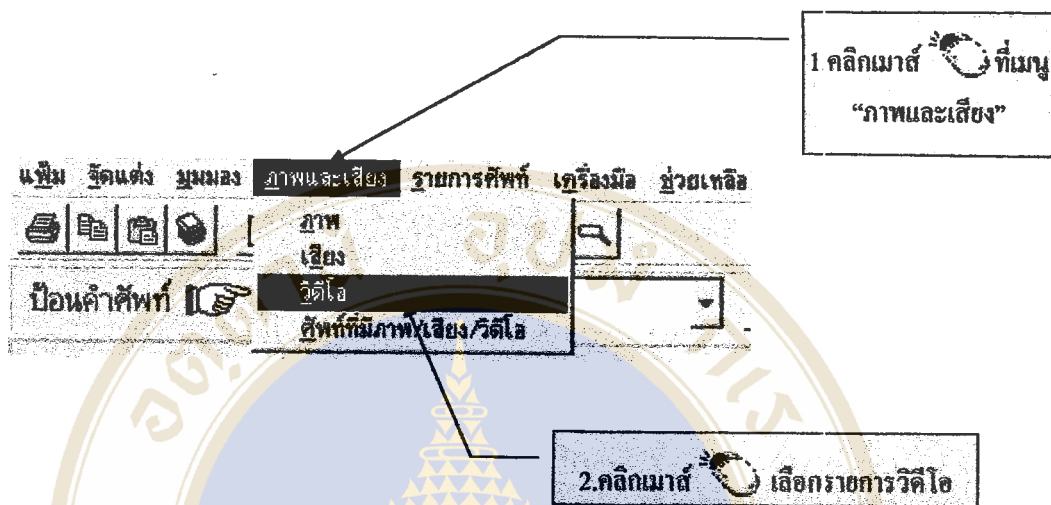 1 คลิกเมาส์ ที่เมนู
“ภาพและเสียง”
แฟ้ม จัดแต่ง มุมมอง ภาพและเสียง รายการศัพท์ เครื่องมือ ช่วยเหลือ
ภาพ
เสียง
ป้อนคำศัพท์
วิดีโอ
ศัพท์ที่มีภาพ/เสียง/วิดีโอ
2.คลิกเมาส์ เลือกรายการวิดีโอ